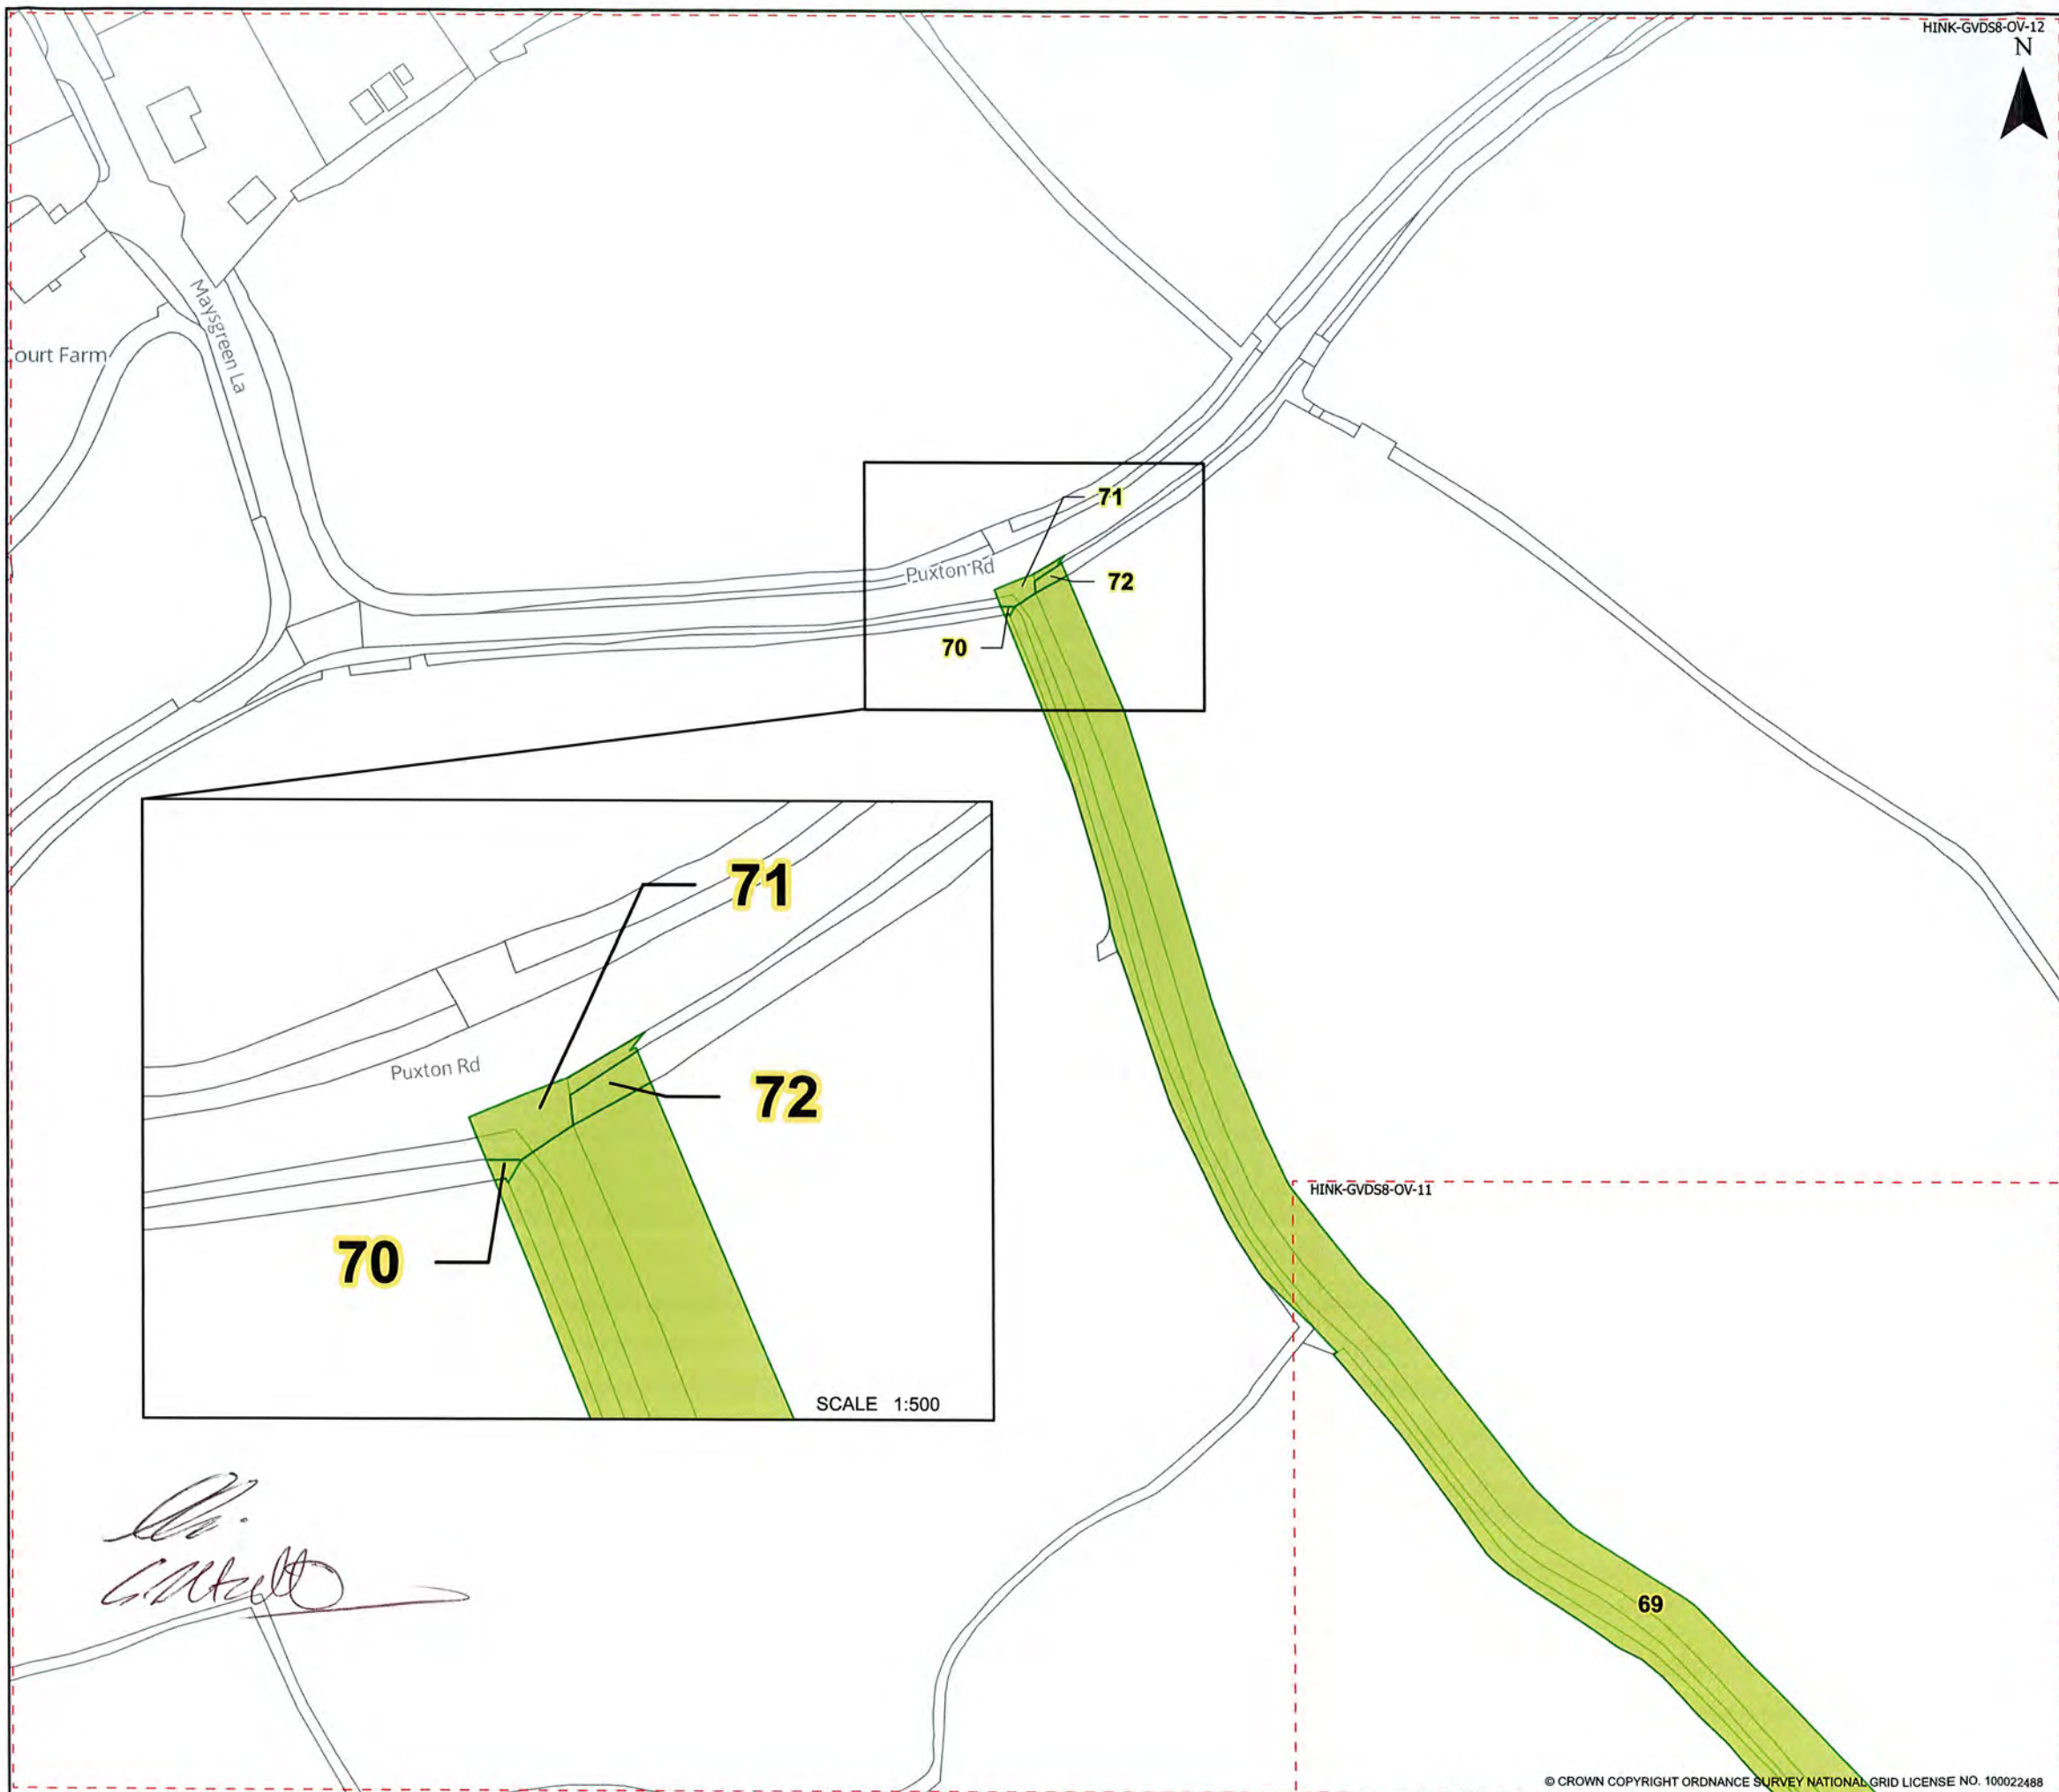 HINK-GVDS8-OV-12
N
Maysgreen La
ourt Farm
71
Puxton Rd
72
70
71
Puxton Rd
72
70
SCALE 1:500
HINK-GVDS8-OV-11
69
© CROWN COPYRIGHT ORDNANCE SURVEY NATIONAL GRID LICENSE NO. 100022488